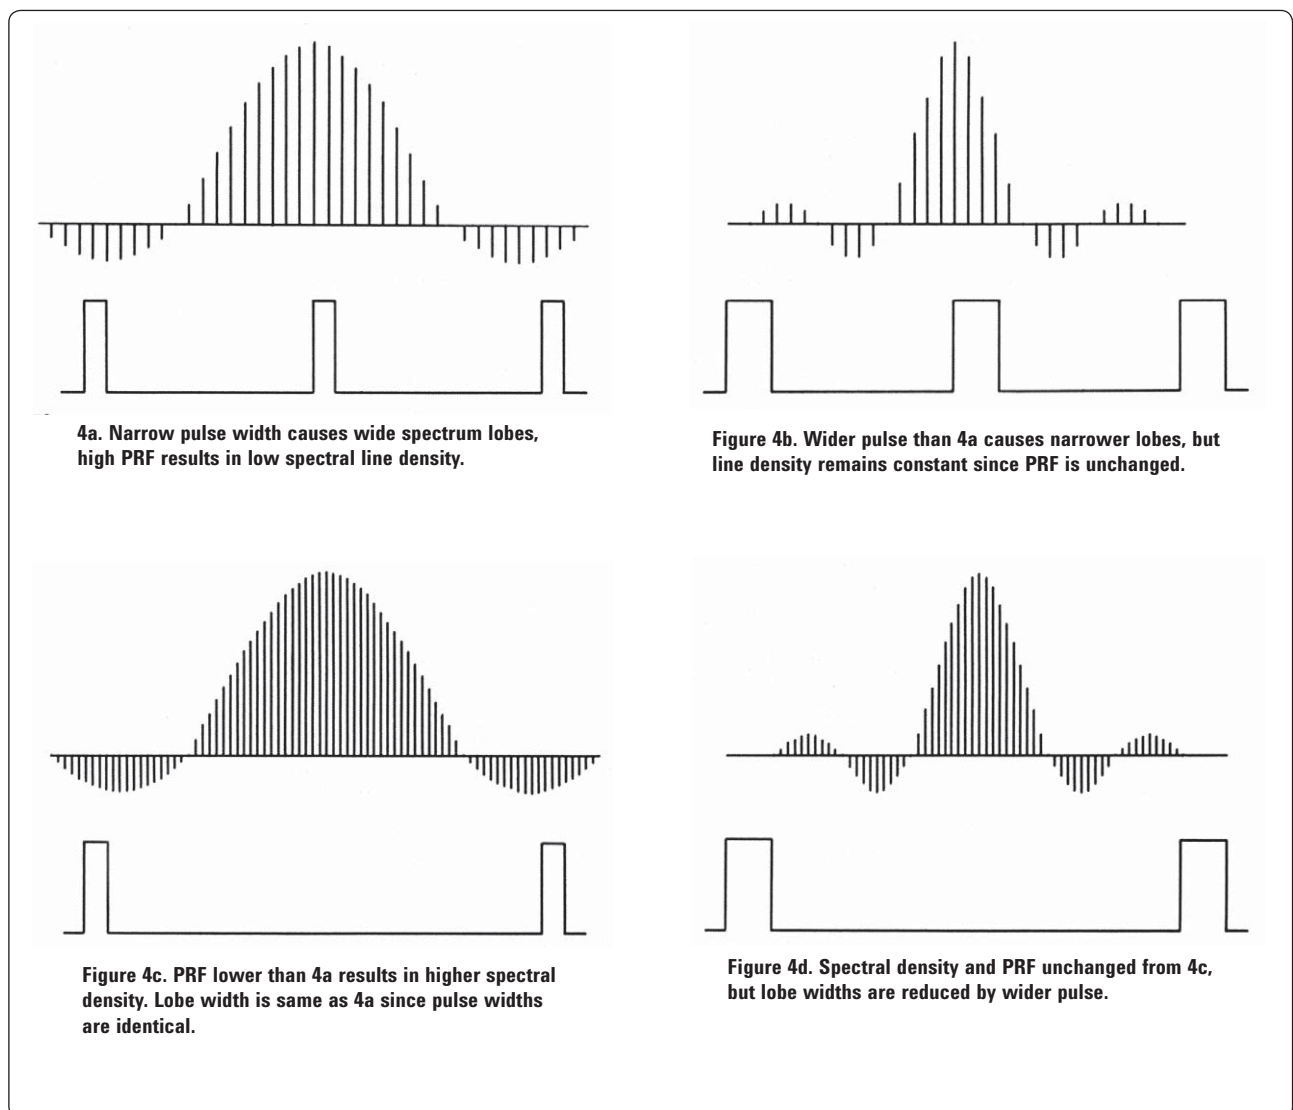 4a. Narrow pulse width causes wide spectrum lobes,
high PRF results in low spectral line density.
Figure 4b. Wider pulse than 4a causes narrower lobes, but
line density remains constant since PRF is unchanged.
Figure 4c. PRF lower than 4a results in higher spectral
density. Lobe width is same as 4a since pulse widths
are identical.
Figure 4d. Spectral density and PRF unchanged from 4c,
but lobe widths are reduced by wider pulse.